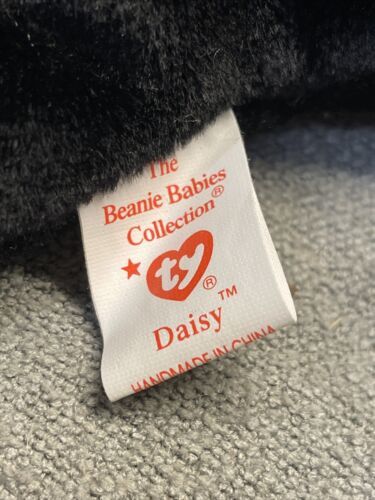 The
Beanie Babies
Collection®
★ ty ®
Daisy™
HANDMADE IN CHINA